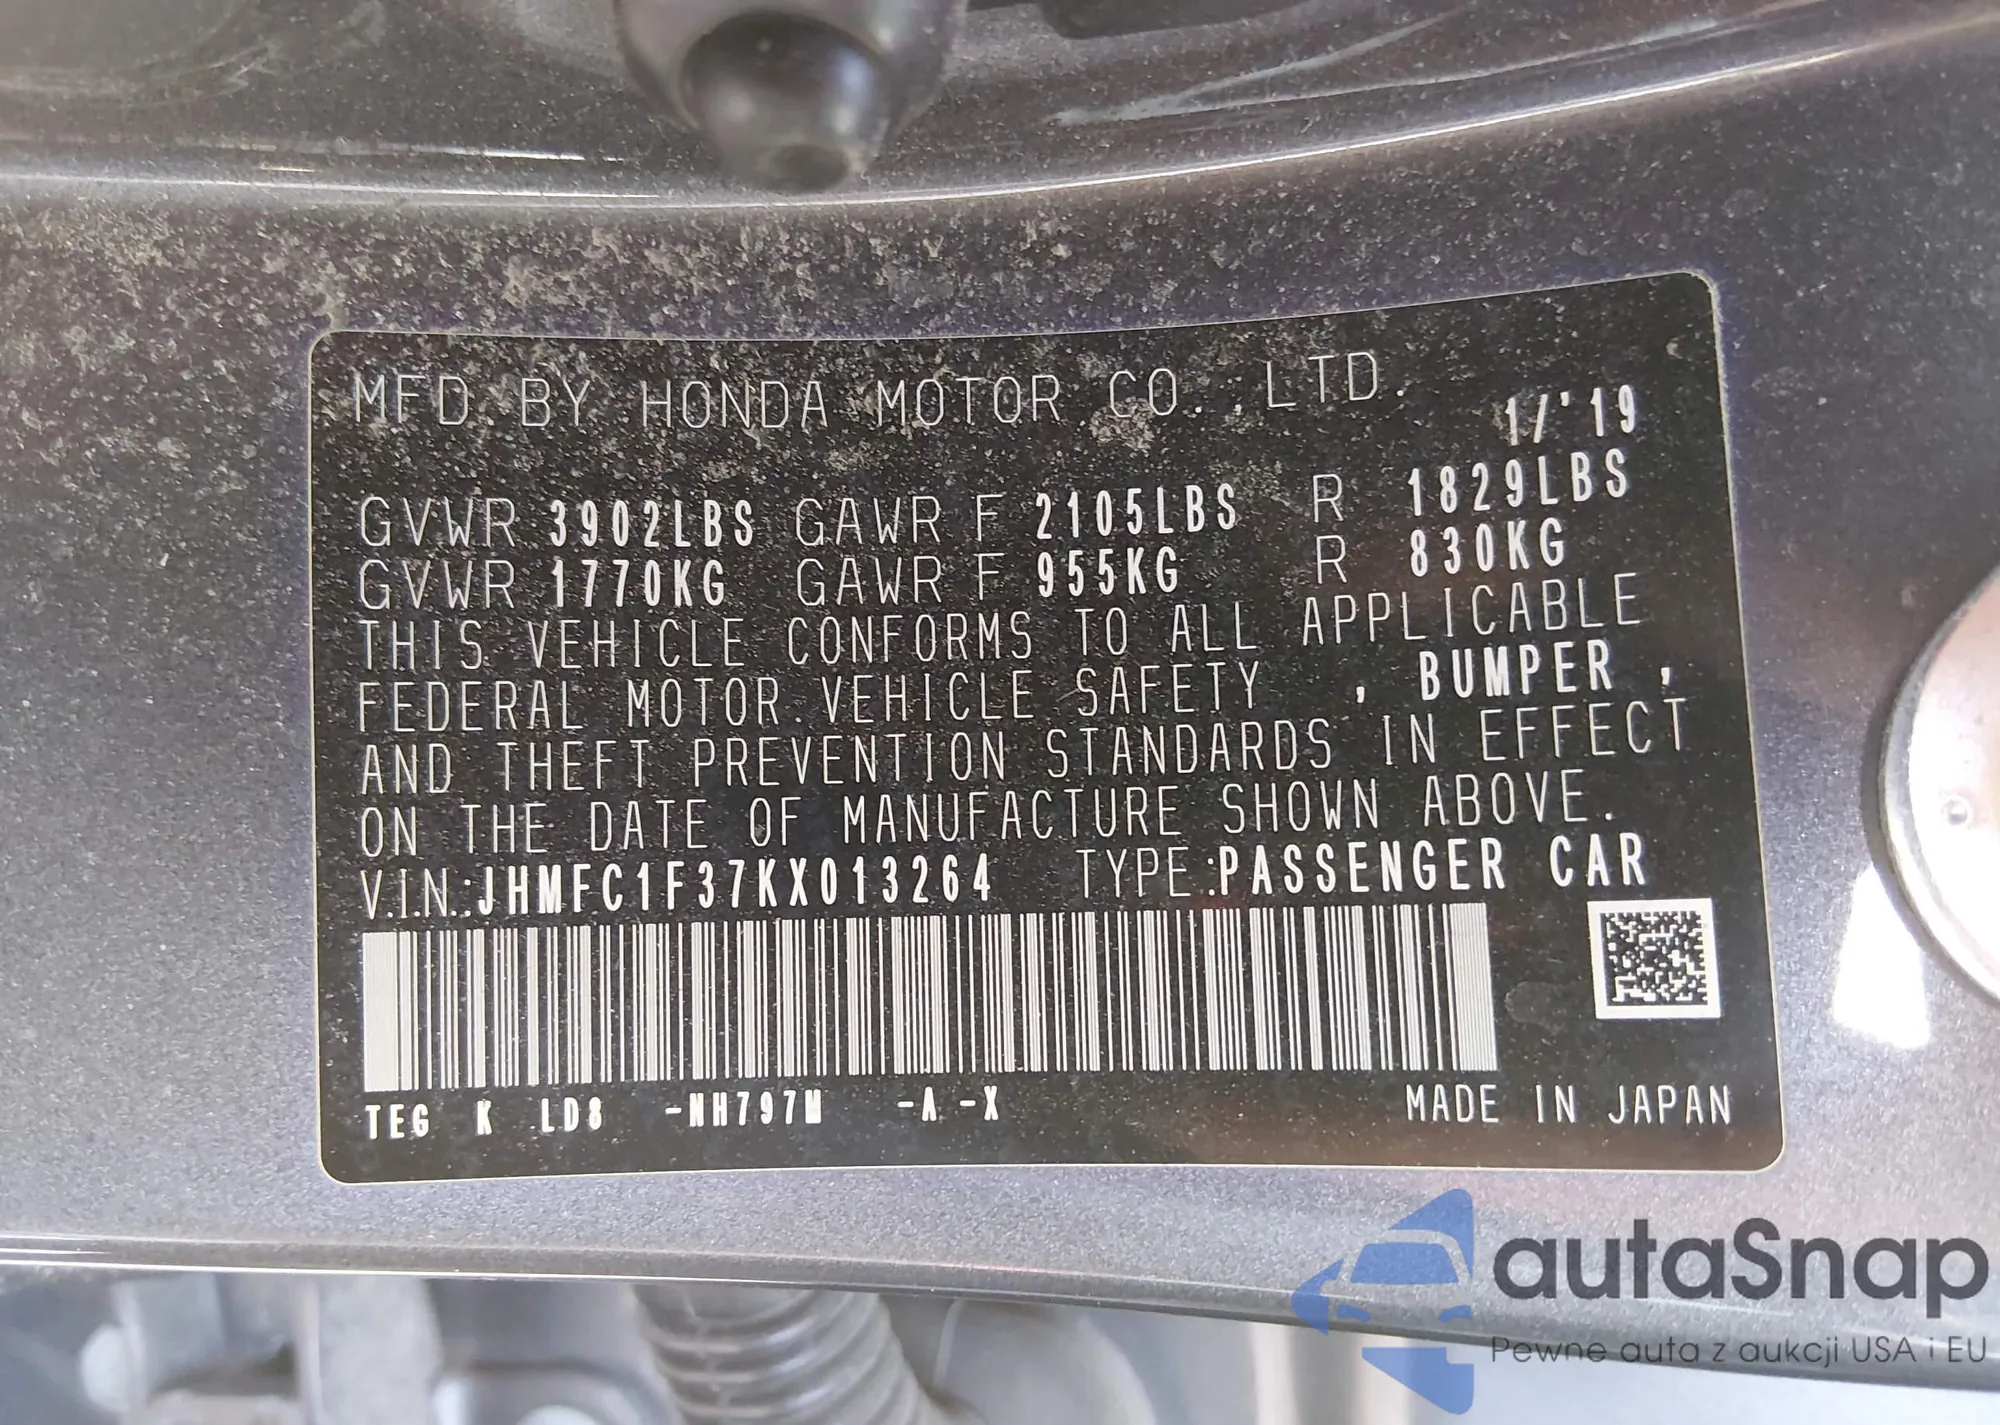 MFD. BY HONDA MOTOR CO., LTD.
1/'19
GVWR 3902LBS GAWR F 2105LBS R 1829LBS
GVWR 1770KG GAWR F 955KG R 830KG
THIS VEHICLE CONFORMS TO ALL APPLICABLE
FEDERAL MOTOR VEHICLE SAFETY , BUMPER ,
AND THEFT PREVENTION STANDARDS IN EFFECT
ON THE DATE OF MANUFACTURE SHOWN ABOVE.
V.I.N.:JHMFC1F37KX013264 TYPE:PASSENGER CAR
TEG K LD8 -NH797M -A -X MADE IN JAPAN
autaSnap
Pewne auta z aukcji USA i EU